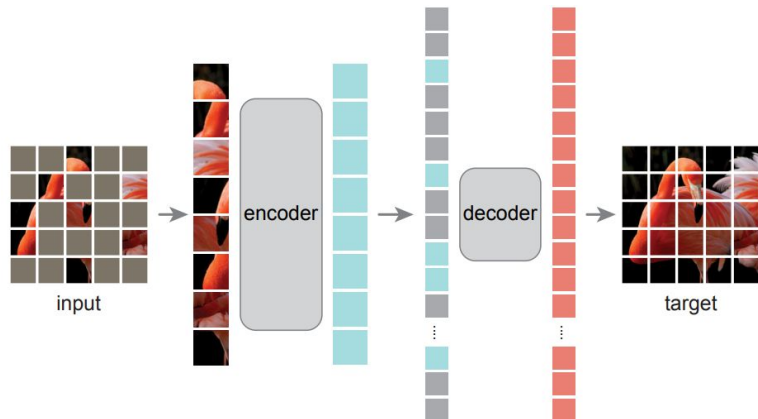 input
encoder
decoder
target